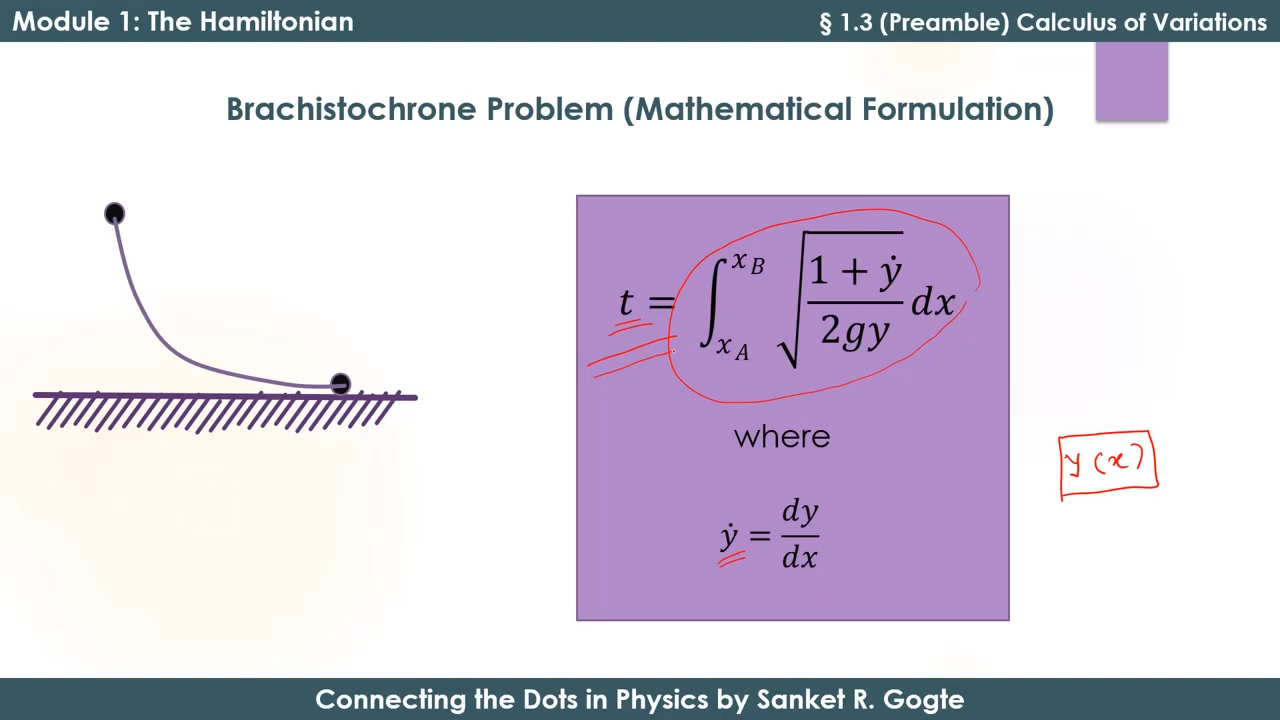 Module 1: The Hamiltonian
§ 1.3 (Preamble) Calculus of Variations
Brachistochrone Problem (Mathematical Formulation)
t = ∫_{x_A}^{x_B} √((1 + ẏ)/(2gy)) dx
where
ẏ = dy/dx
y(x)
Connecting the Dots in Physics by Sanket R. Gogte